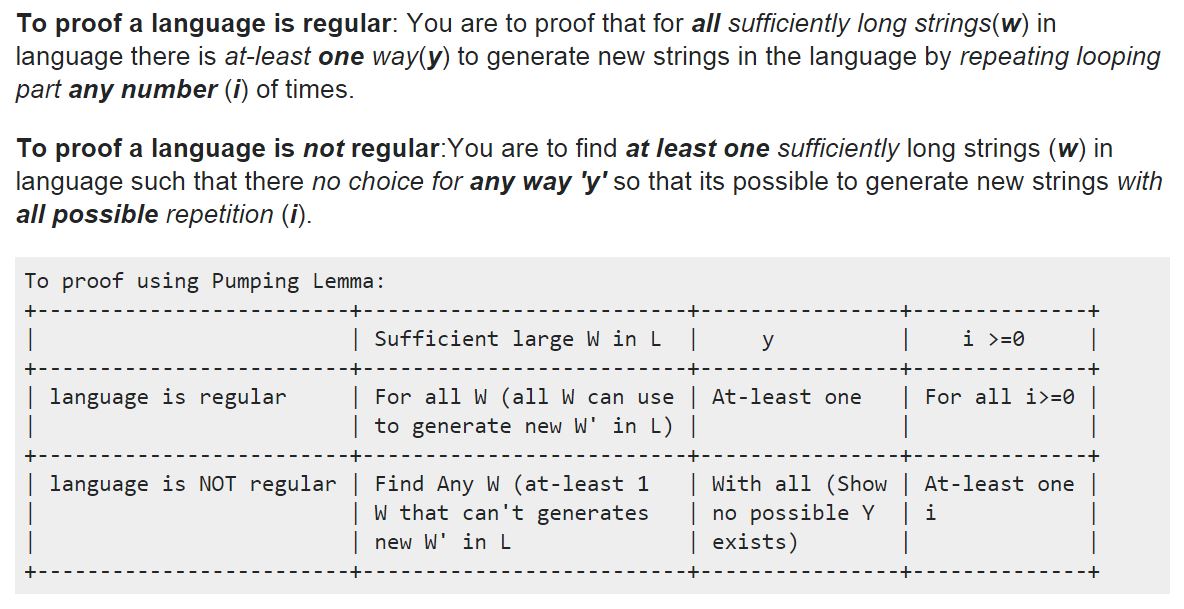 To proof a language is regular: You are to proof that for all sufficiently long strings(w) in
language there is at-least one way(y) to generate new strings in the language by repeating looping
part any number (i) of times.
To proof a language is not regular:You are to find at least one sufficiently long strings (w) in
language such that there no choice for any way 'y' so that its possible to generate new strings with
all possible repetition (i).
To proof using Pumping Lemma:
+-------------------------+--------------------------+----------------+--------------+
|                         | Sufficient large W in L  |     y          |    i >=0     |
+-------------------------+--------------------------+----------------+--------------+
| language is regular     | For all W (all W can use | At-least one   | For all i>=0 |
|                         | to generate new W' in L) |                |              |
+-------------------------+--------------------------+----------------+--------------+
| language is NOT regular | Find Any W (at-least 1   | With all (Show | At-least one |
|                         | W that can't generates   | no possible Y  | i            |
|                         | new W' in L              | exists)        |              |
+-------------------------+--------------------------+----------------+--------------+